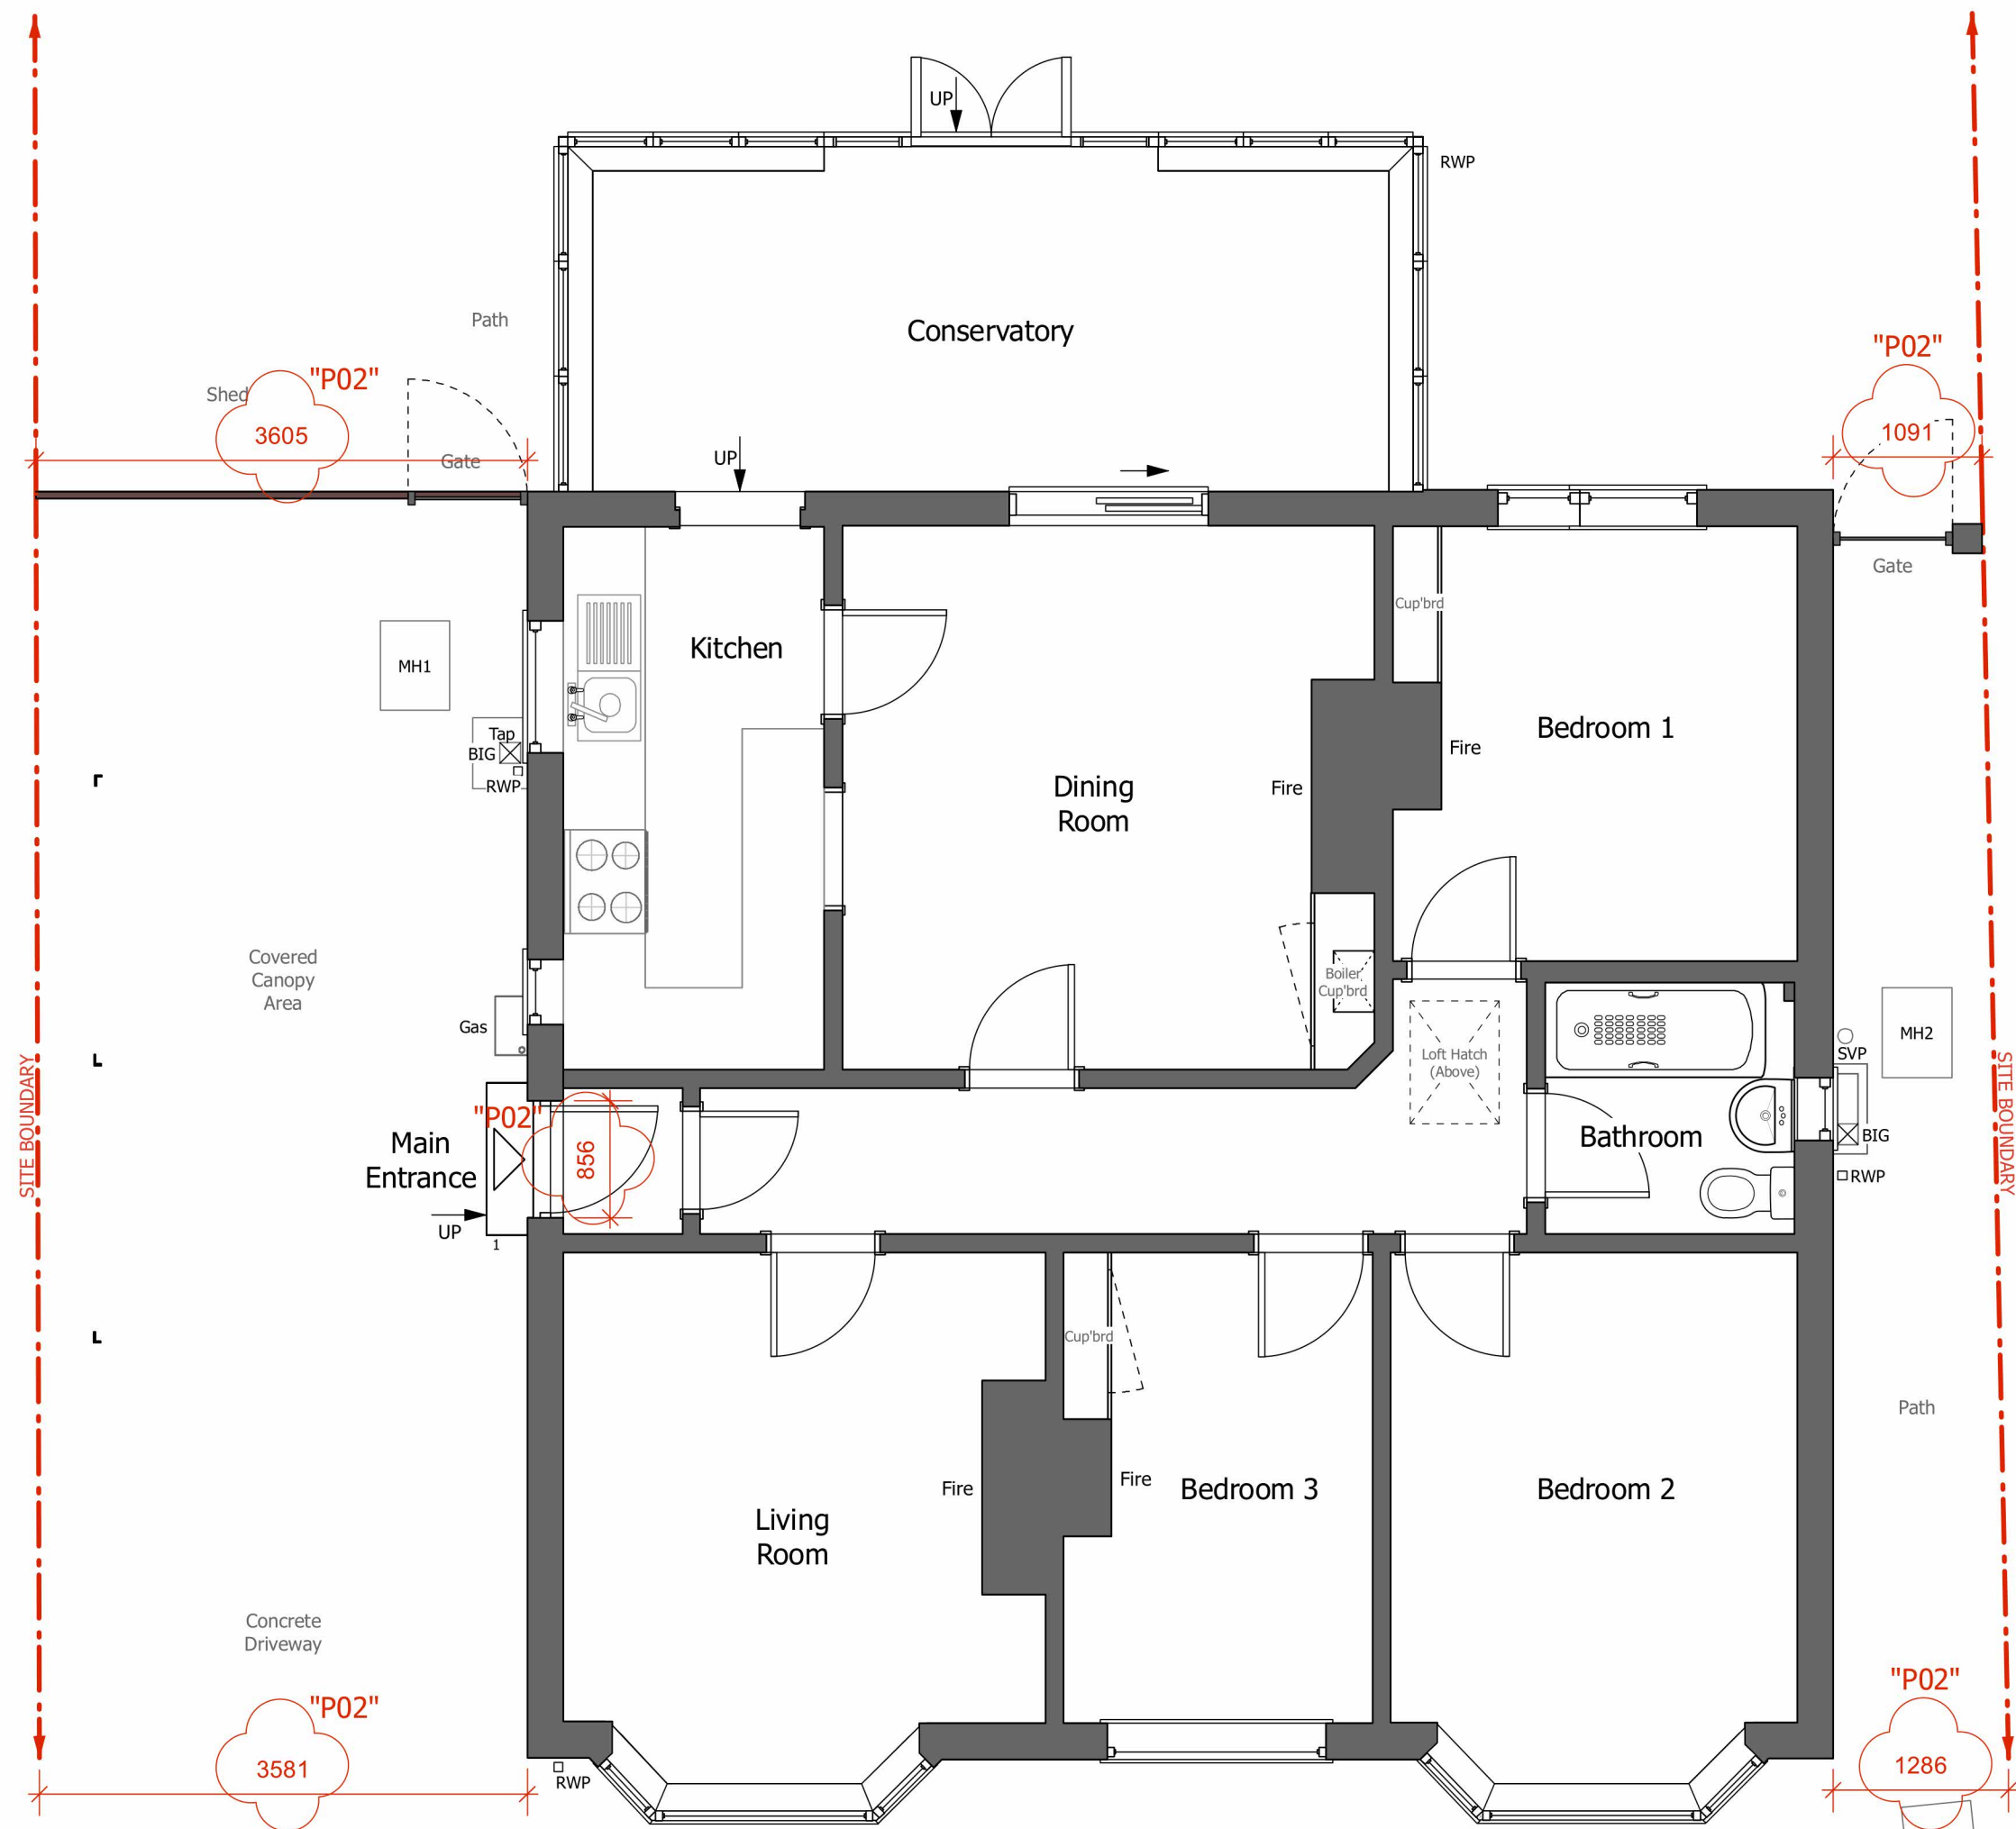 UP
RWP
Conservatory
Path
"P02"
Shed
3605
Gate
UP
"P02"
1091
Gate
Cup'brd
Kitchen
MH1
Tap
BIG
RWP
Bedroom 1
Fire
Dining
Room
Fire
Covered
Canopy
Area
Gas
Boiler
Cup'brd
Loft Hatch
(Above)
MH2
SVP
SITE BOUNDARY
SITE BOUNDARY
"P02"
856
Main
Entrance
UP
1
Bathroom
BIG
RWP
Cup'brd
Path
Fire
Fire
Bedroom 3
Bedroom 2
Living
Room
Concrete
Driveway
"P02"
3581
RWP
"P02"
1286